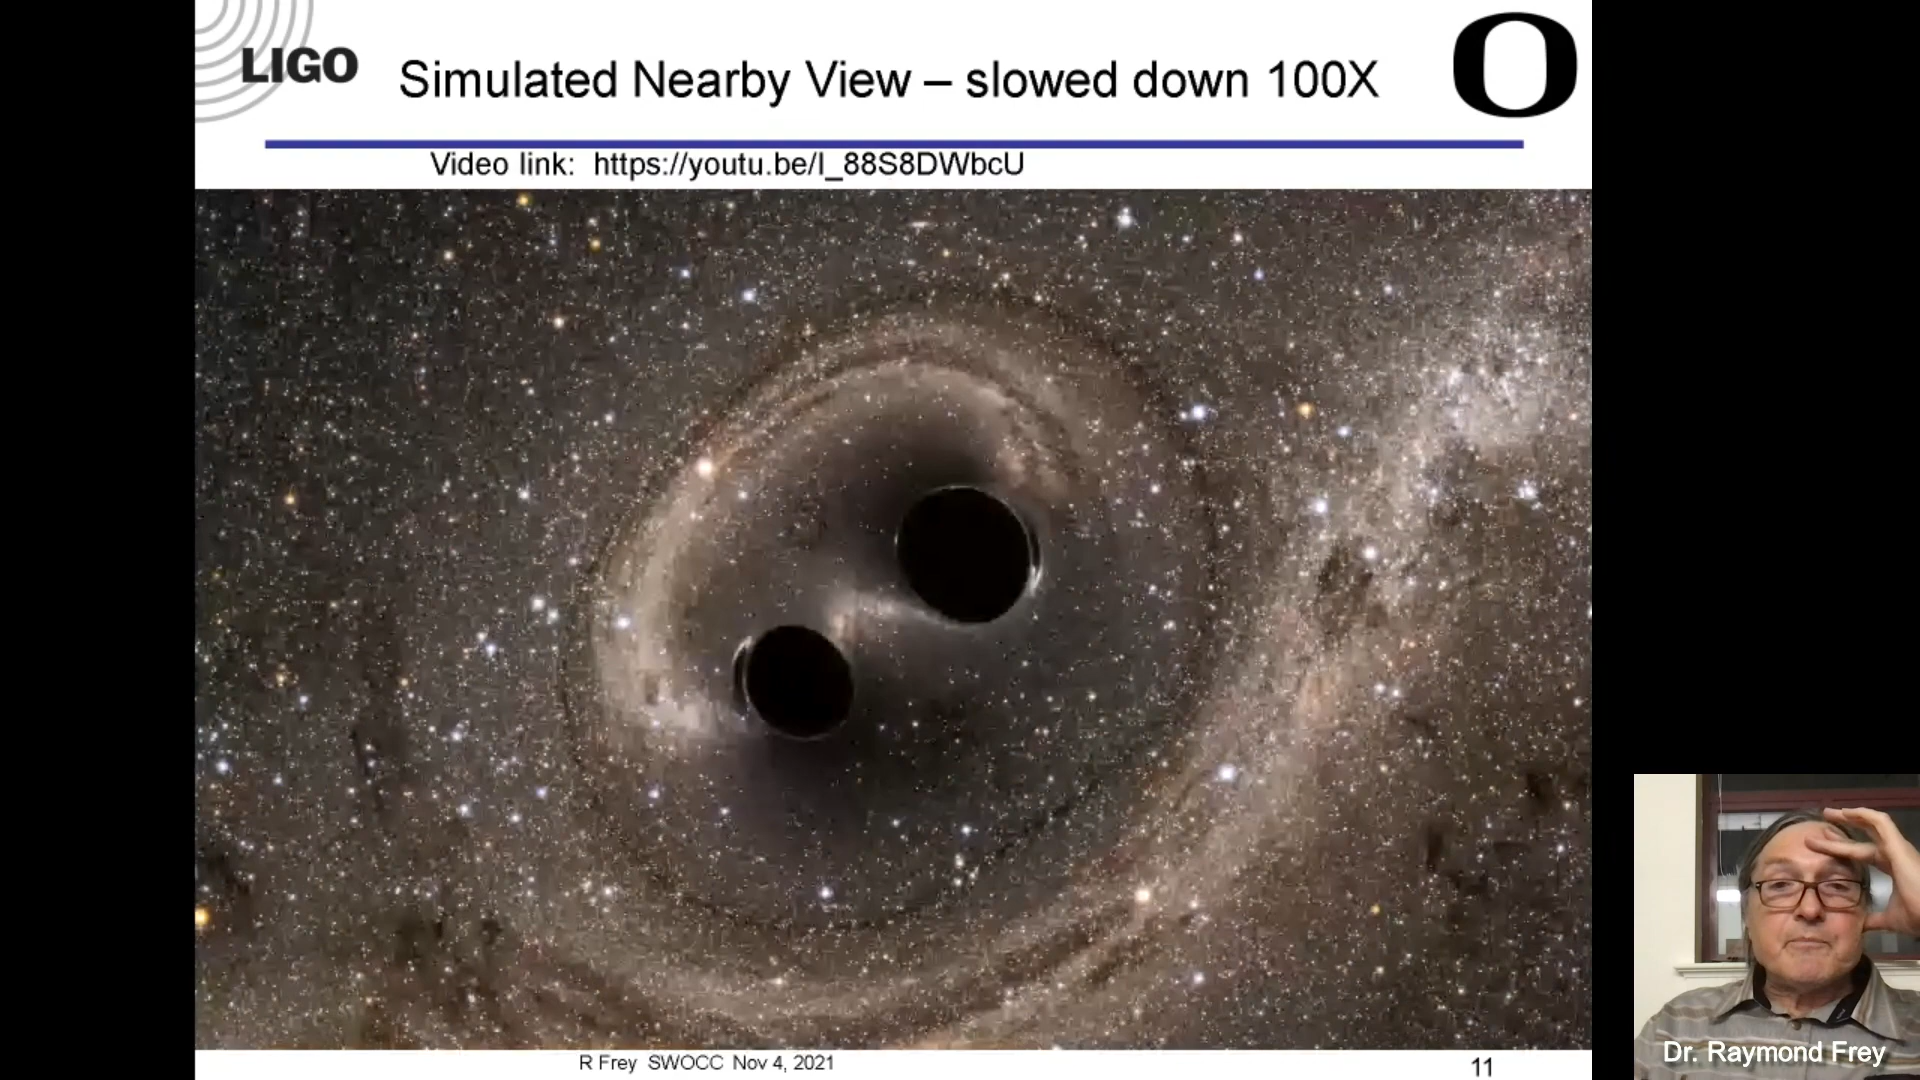 LIGO
Simulated Nearby View – slowed down 100X
O
Video link: https://youtu.be/I_88S8DWbcU
R Frey SWOCC Nov 4, 2021
11
Dr. Raymond Frey